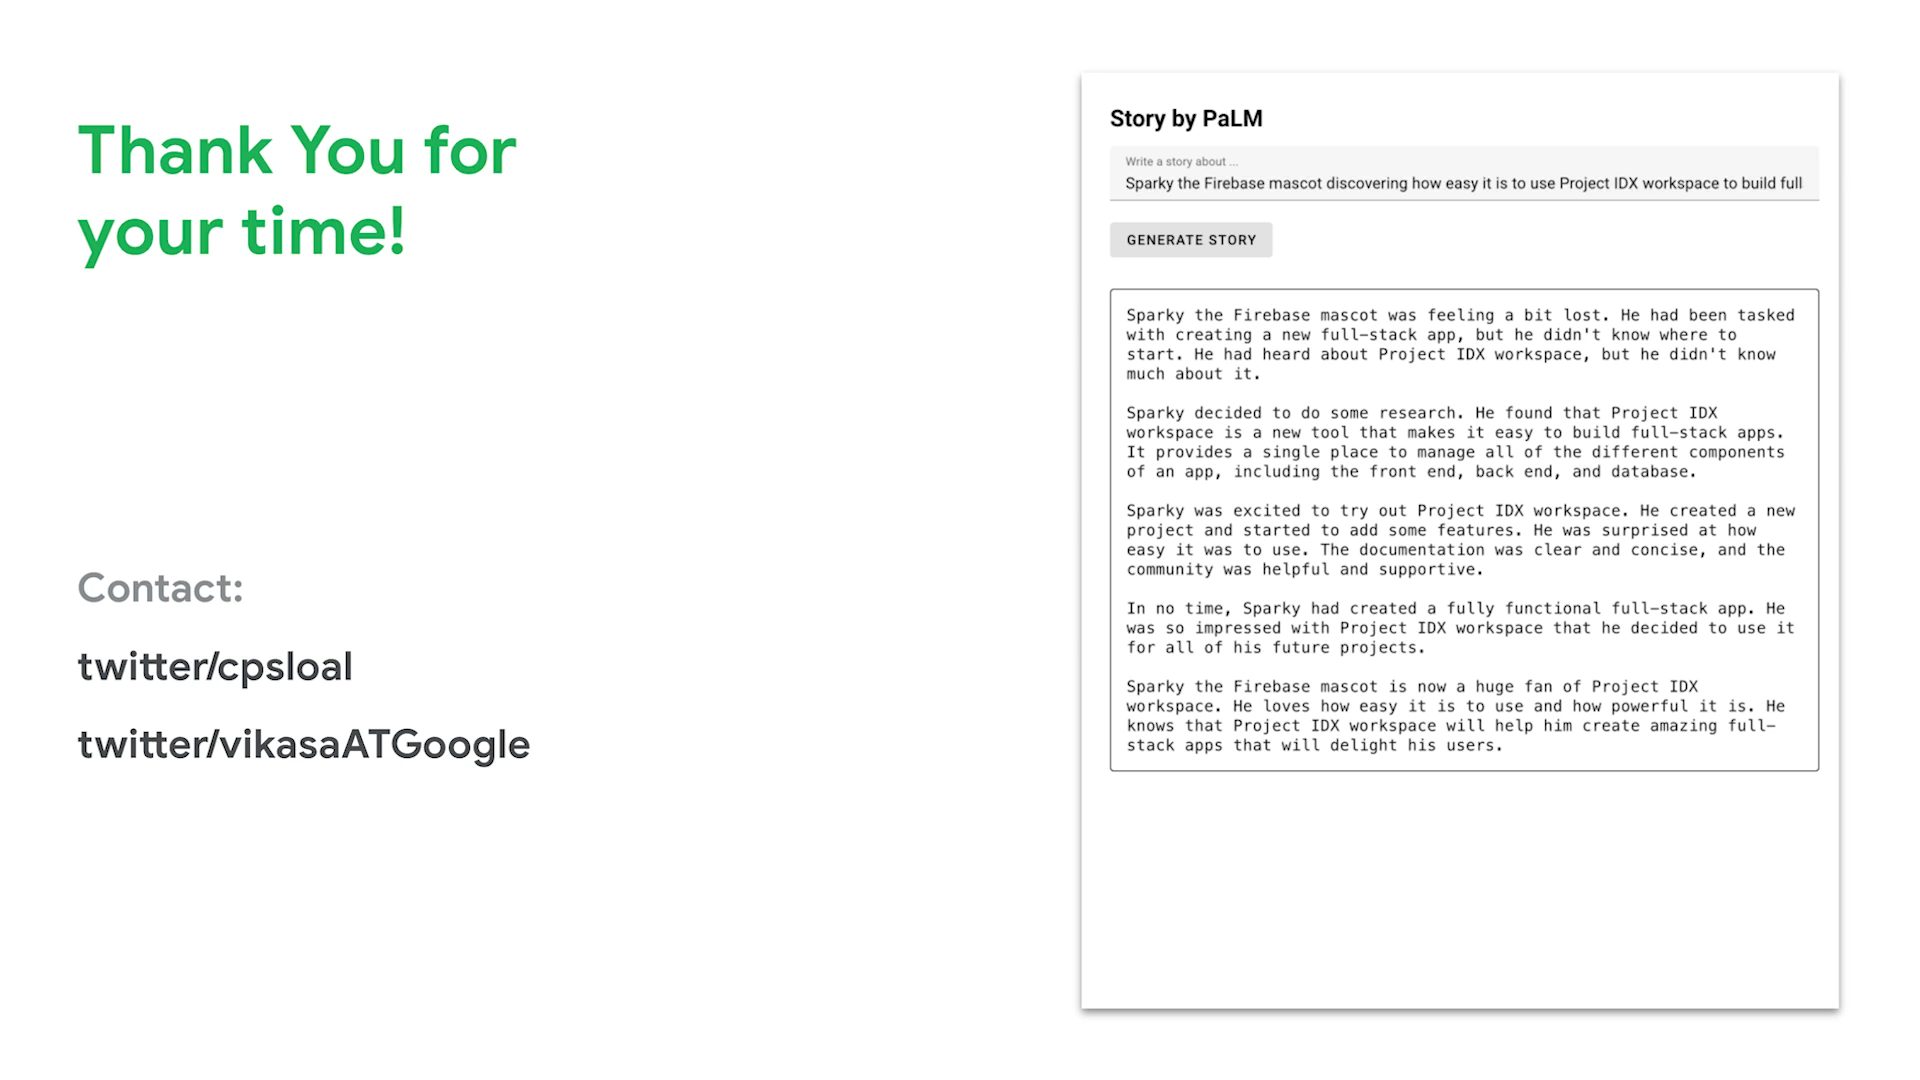 Thank You for
your time!
Contact:
twitter/cpsloal
twitter/vikasaATGoogle
Story by PaLM
Write a story about ...
Sparky the Firebase mascot discovering how easy it is to use Project IDX workspace to build full
GENERATE STORY
Sparky the Firebase mascot was feeling a bit lost. He had been tasked
with creating a new full-stack app, but he didn't know where to
start. He had heard about Project IDX workspace, but he didn't know
much about it.
Sparky decided to do some research. He found that Project IDX
workspace is a new tool that makes it easy to build full-stack apps.
It provides a single place to manage all of the different components
of an app, including the front end, back end, and database.
Sparky was excited to try out Project IDX workspace. He created a new
project and started to add some features. He was surprised at how
easy it was to use. The documentation was clear and concise, and the
community was helpful and supportive.
In no time, Sparky had created a fully functional full-stack app. He
was so impressed with Project IDX workspace that he decided to use it
for all of his future projects.
Sparky the Firebase mascot is now a huge fan of Project IDX
workspace. He loves how easy it is to use and how powerful it is. He
knows that Project IDX workspace will help him create amazing full-
stack apps that will delight his users.